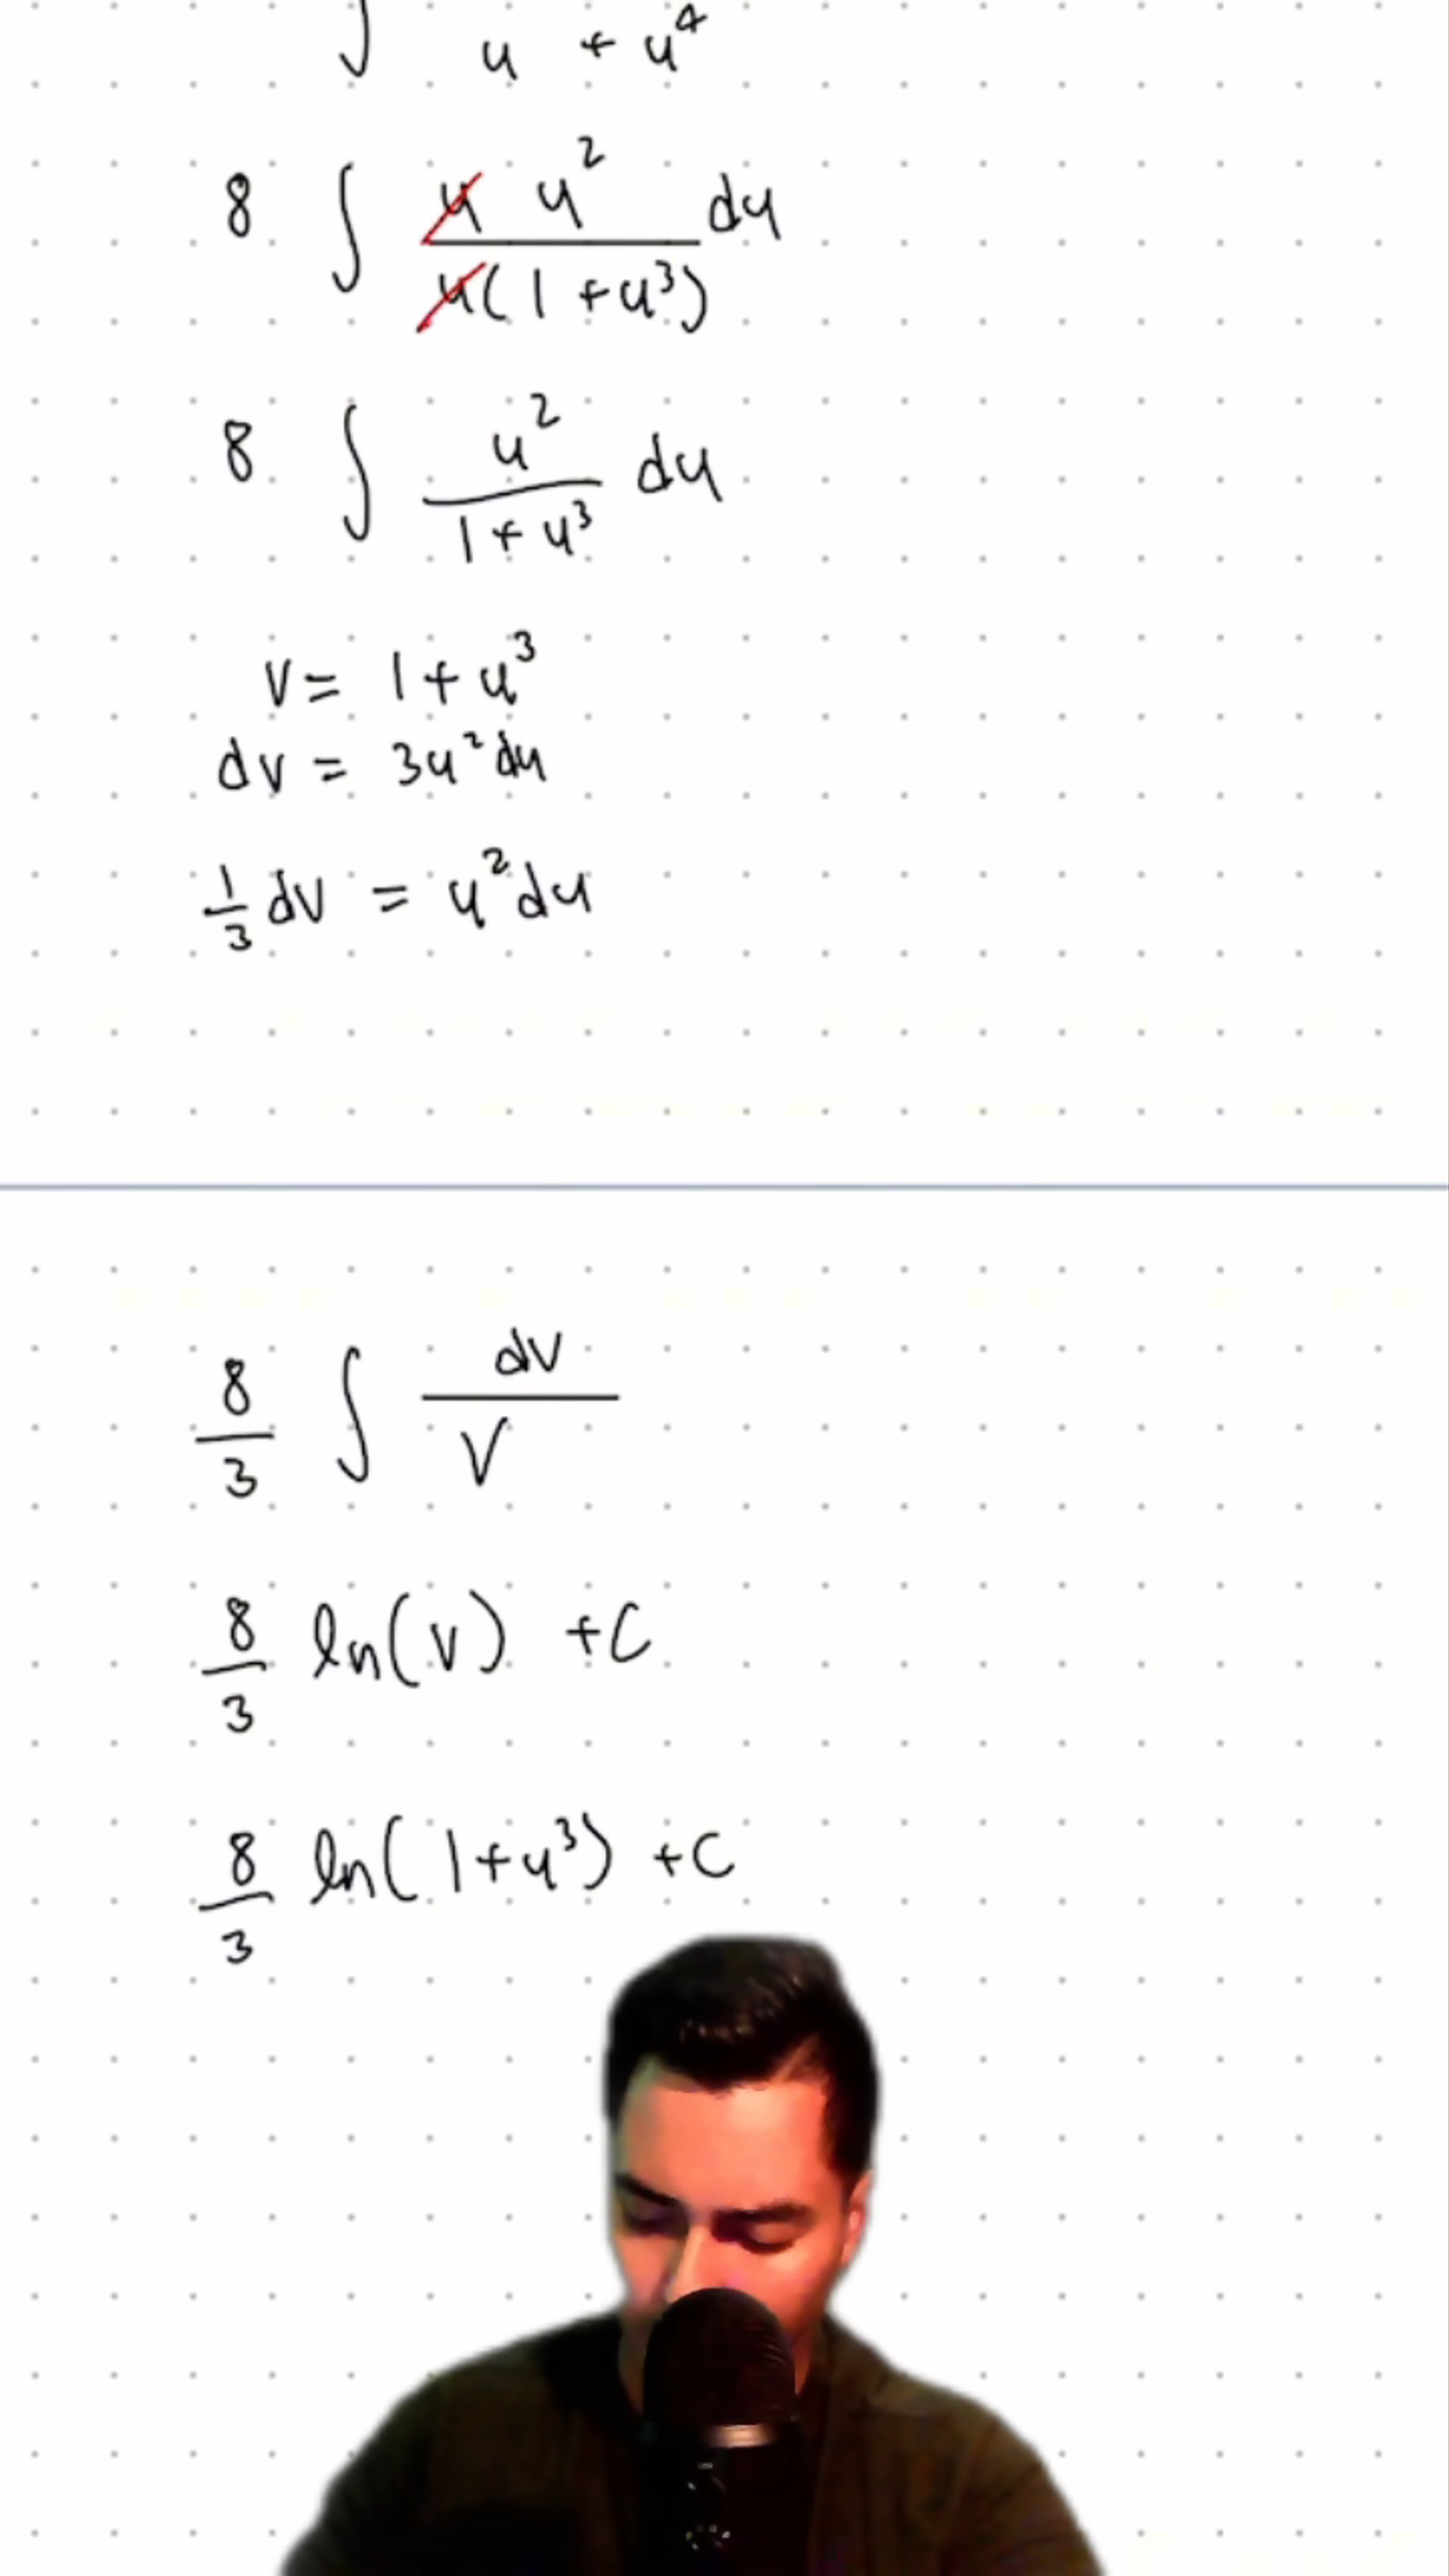 ∫ u + u⁴
8 ∫ u u² / u(1 + u³) du
8 ∫ u² / 1 + u³ du
v = 1 + u³
dv = 3u² du
1/3 dv = u² du
8/3 ∫ dv / v
8/3 ln(v) + C
8/3 ln(1+u³) + C